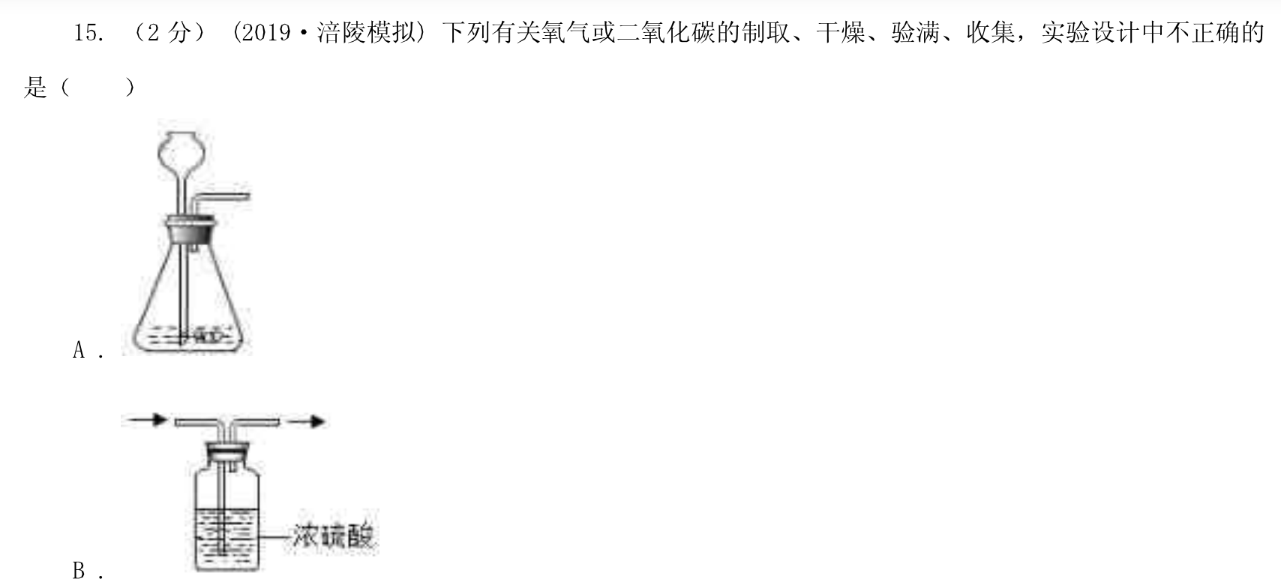 15. （2 分）（2019·涪陵模拟）下列有关氧气或二氧化碳的制取、干燥、验满、收集，实验设计中不正确的
是（　　）
A .
浓硫酸
B .